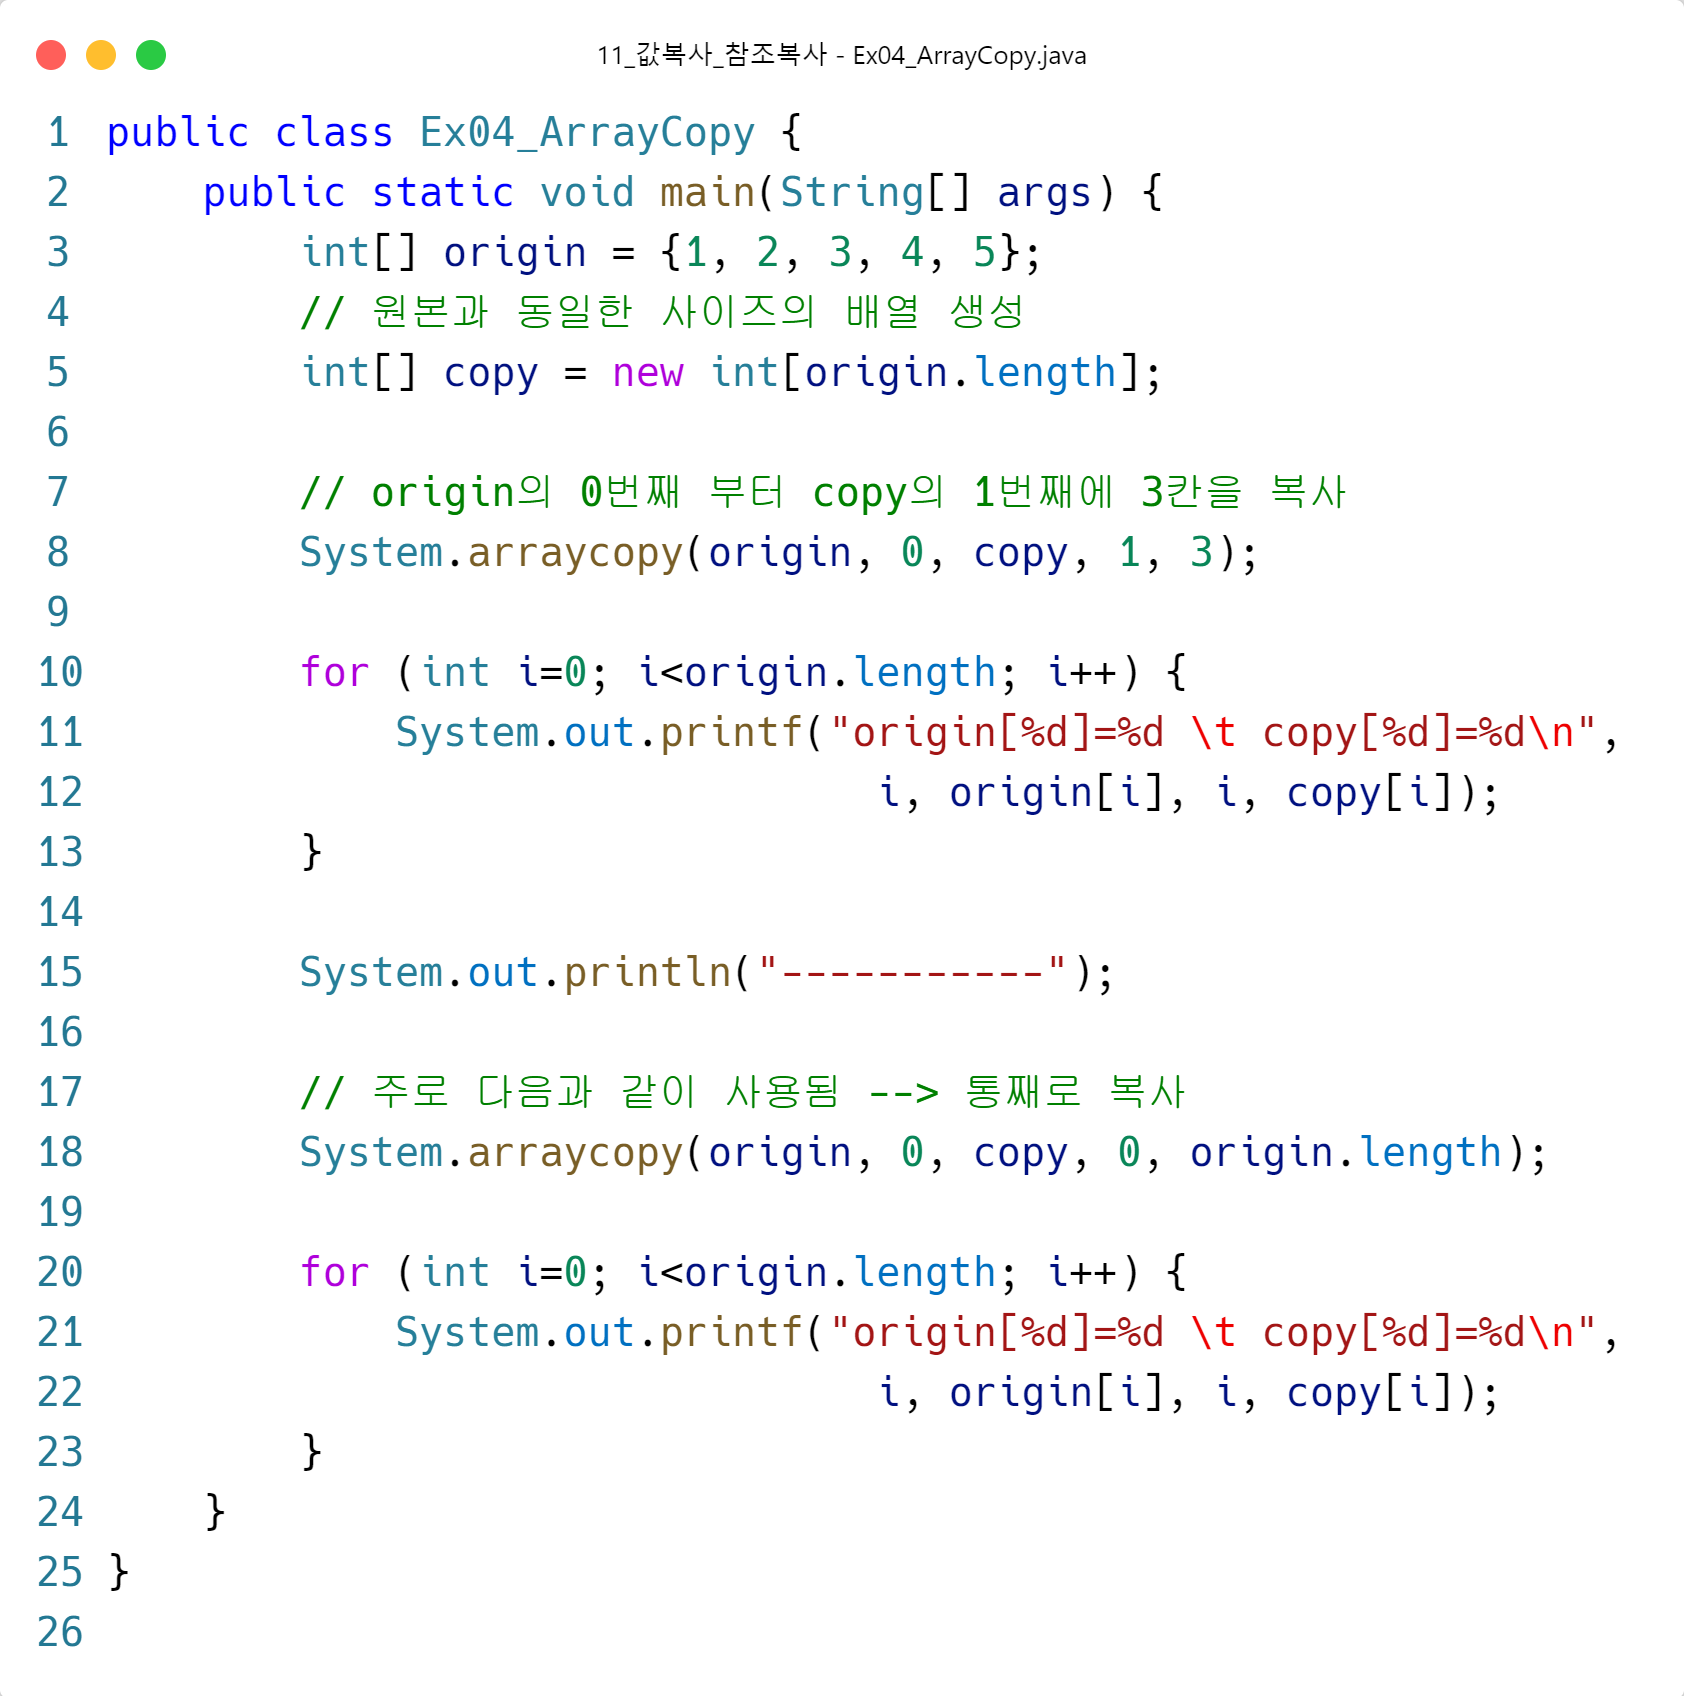 11_값복사_참조복사 - Ex04_ArrayCopy.java
1 public class Ex04_ArrayCopy {
2     public static void main(String[] args) {
3         int[] origin = {1, 2, 3, 4, 5};
4         // 원본과 동일한 사이즈의 배열 생성
5         int[] copy = new int[origin.length];
6
7         // origin의 0번째 부터 copy의 1번째에 3칸을 복사
8         System.arraycopy(origin, 0, copy, 1, 3);
9
10         for (int i=0; i<origin.length; i++) {
11             System.out.printf("origin[%d]=%d \t copy[%d]=%d\n",
12                                 i, origin[i], i, copy[i]);
13         }
14
15         System.out.println("-----------");
16
17         // 주로 다음과 같이 사용됨 --> 통째로 복사
18         System.arraycopy(origin, 0, copy, 0, origin.length);
19
20         for (int i=0; i<origin.length; i++) {
21             System.out.printf("origin[%d]=%d \t copy[%d]=%d\n",
22                                 i, origin[i], i, copy[i]);
23         }
24     }
25 }
26